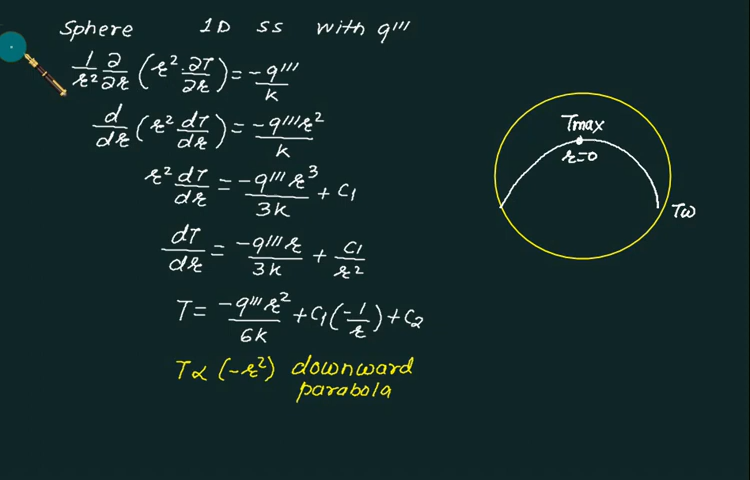 Sphere 1D SS with q'''
1/r² ∂/∂r (r² ∂T/∂r) = -q'''/k
d/dr (r² dT/dr) = -q'''r²/k
r² dT/dr = -q'''r³/3k + C₁
dT/dr = -q'''r/3k + C₁/r²
T = -q'''r²/6k + C₁(-1/r) + C₂
T∝ (-r²) downward
parabola
Tmax
r=0
Tω